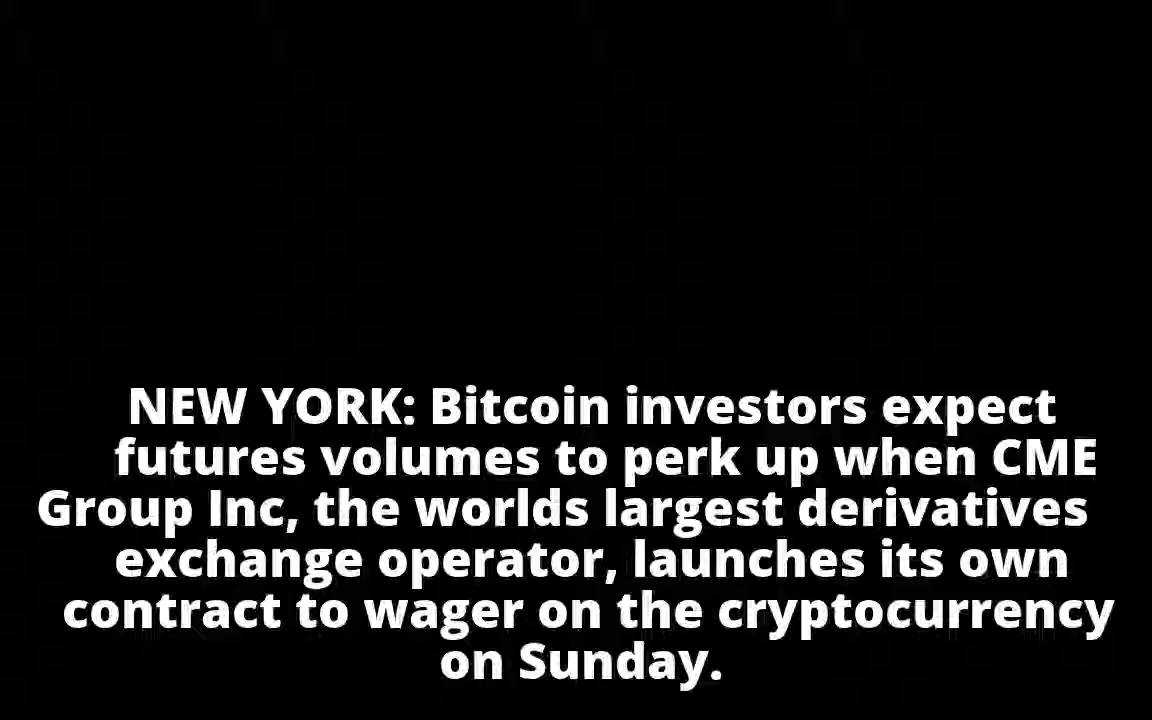 NEW YORK: Bitcoin investors expect
futures volumes to perk up when CME
Group Inc, the worlds largest derivatives
exchange operator, launches its own
contract to wager on the cryptocurrency
on Sunday.